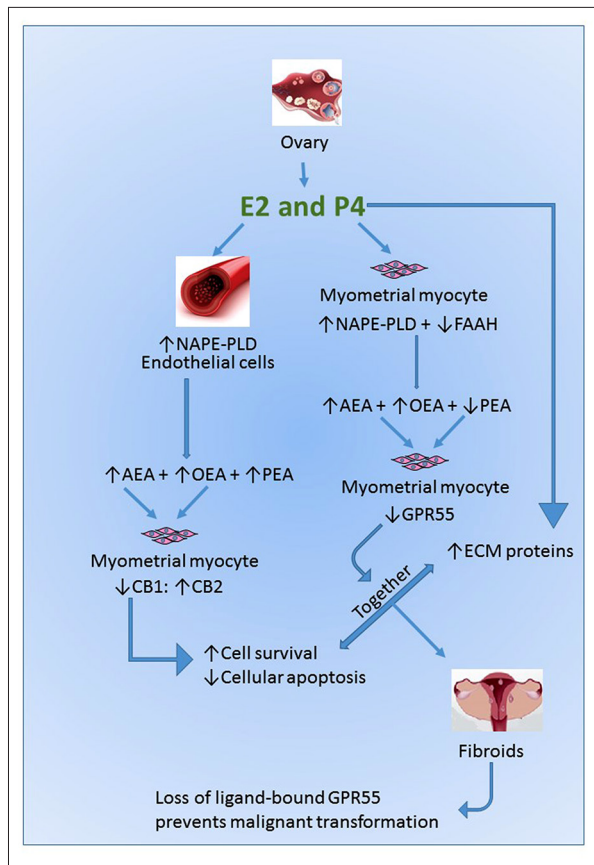 Ovary
E2 and P4
↑NAPE-PLD
Endothelial cells
↑AEA + ↑OEA + ↑PEA
Myometrial myocyte
↓CB1: ↑CB2
Myometrial myocyte
↑NAPE-PLD + ↓FAAH
↑AEA + ↑OEA + ↓PEA
Myometrial myocyte
↓GPR55
↑ECM proteins
Together
↑Cell survival
↓Cellular apoptosis
Fibroids
Loss of ligand-bound GPR55
prevents malignant transformation